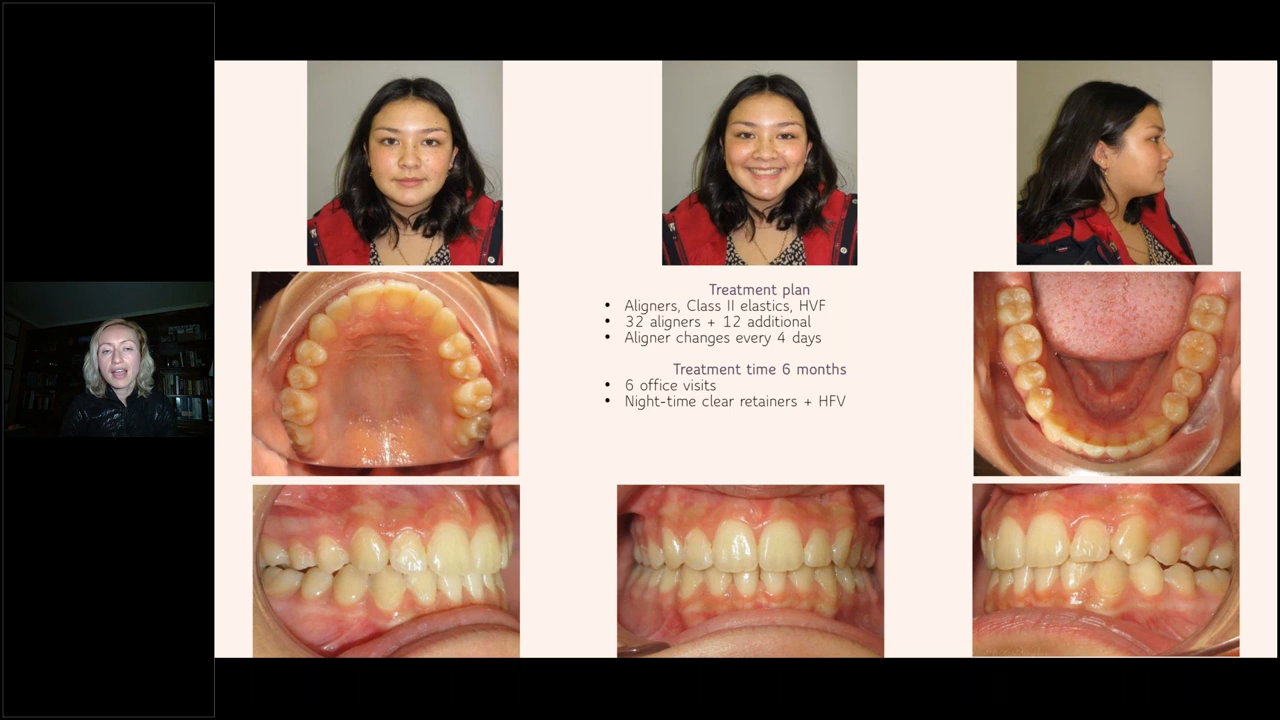 Treatment plan
• Aligners, Class II elastics, HVF
• 32 aligners + 12 additional
• Aligner changes every 4 days
Treatment time 6 months
• 6 office visits
• Night-time clear retainers + HFV